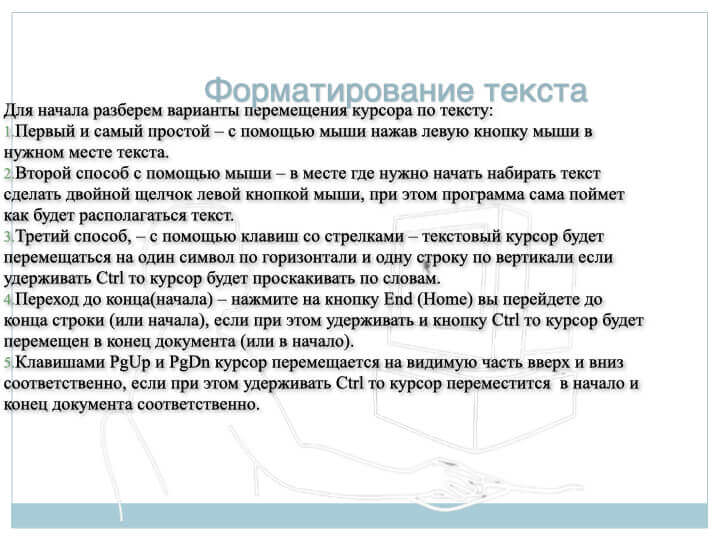 Форматирование текста
Для начала разберем варианты перемещения курсора по тексту:
1.Первый и самый простой – с помощью мыши нажав левую кнопку мыши в
нужном месте текста.
2.Второй способ с помощью мыши – в месте где нужно начать набирать текст
сделать двойной щелчок левой кнопкой мыши, при этом программа сама поймет
как будет располагаться текст.
3.Третий способ, – с помощью клавиш со стрелками – текстовый курсор будет
перемещаться на один символ по горизонтали и одну строку по вертикали если
удерживать Ctrl то курсор будет проскакивать по словам.
4.Переход до конца(начала) – нажмите на кнопку End (Home) вы перейдете до
конца строки (или начала), если при этом удерживать и кнопку Ctrl то курсор будет
перемещен в конец документа (или в начало).
5.Клавишами PgUp и PgDn курсор перемещается на видимую часть вверх и вниз
соответственно, если при этом удерживать Ctrl то курсор переместится  в начало и
конец документа соответственно.